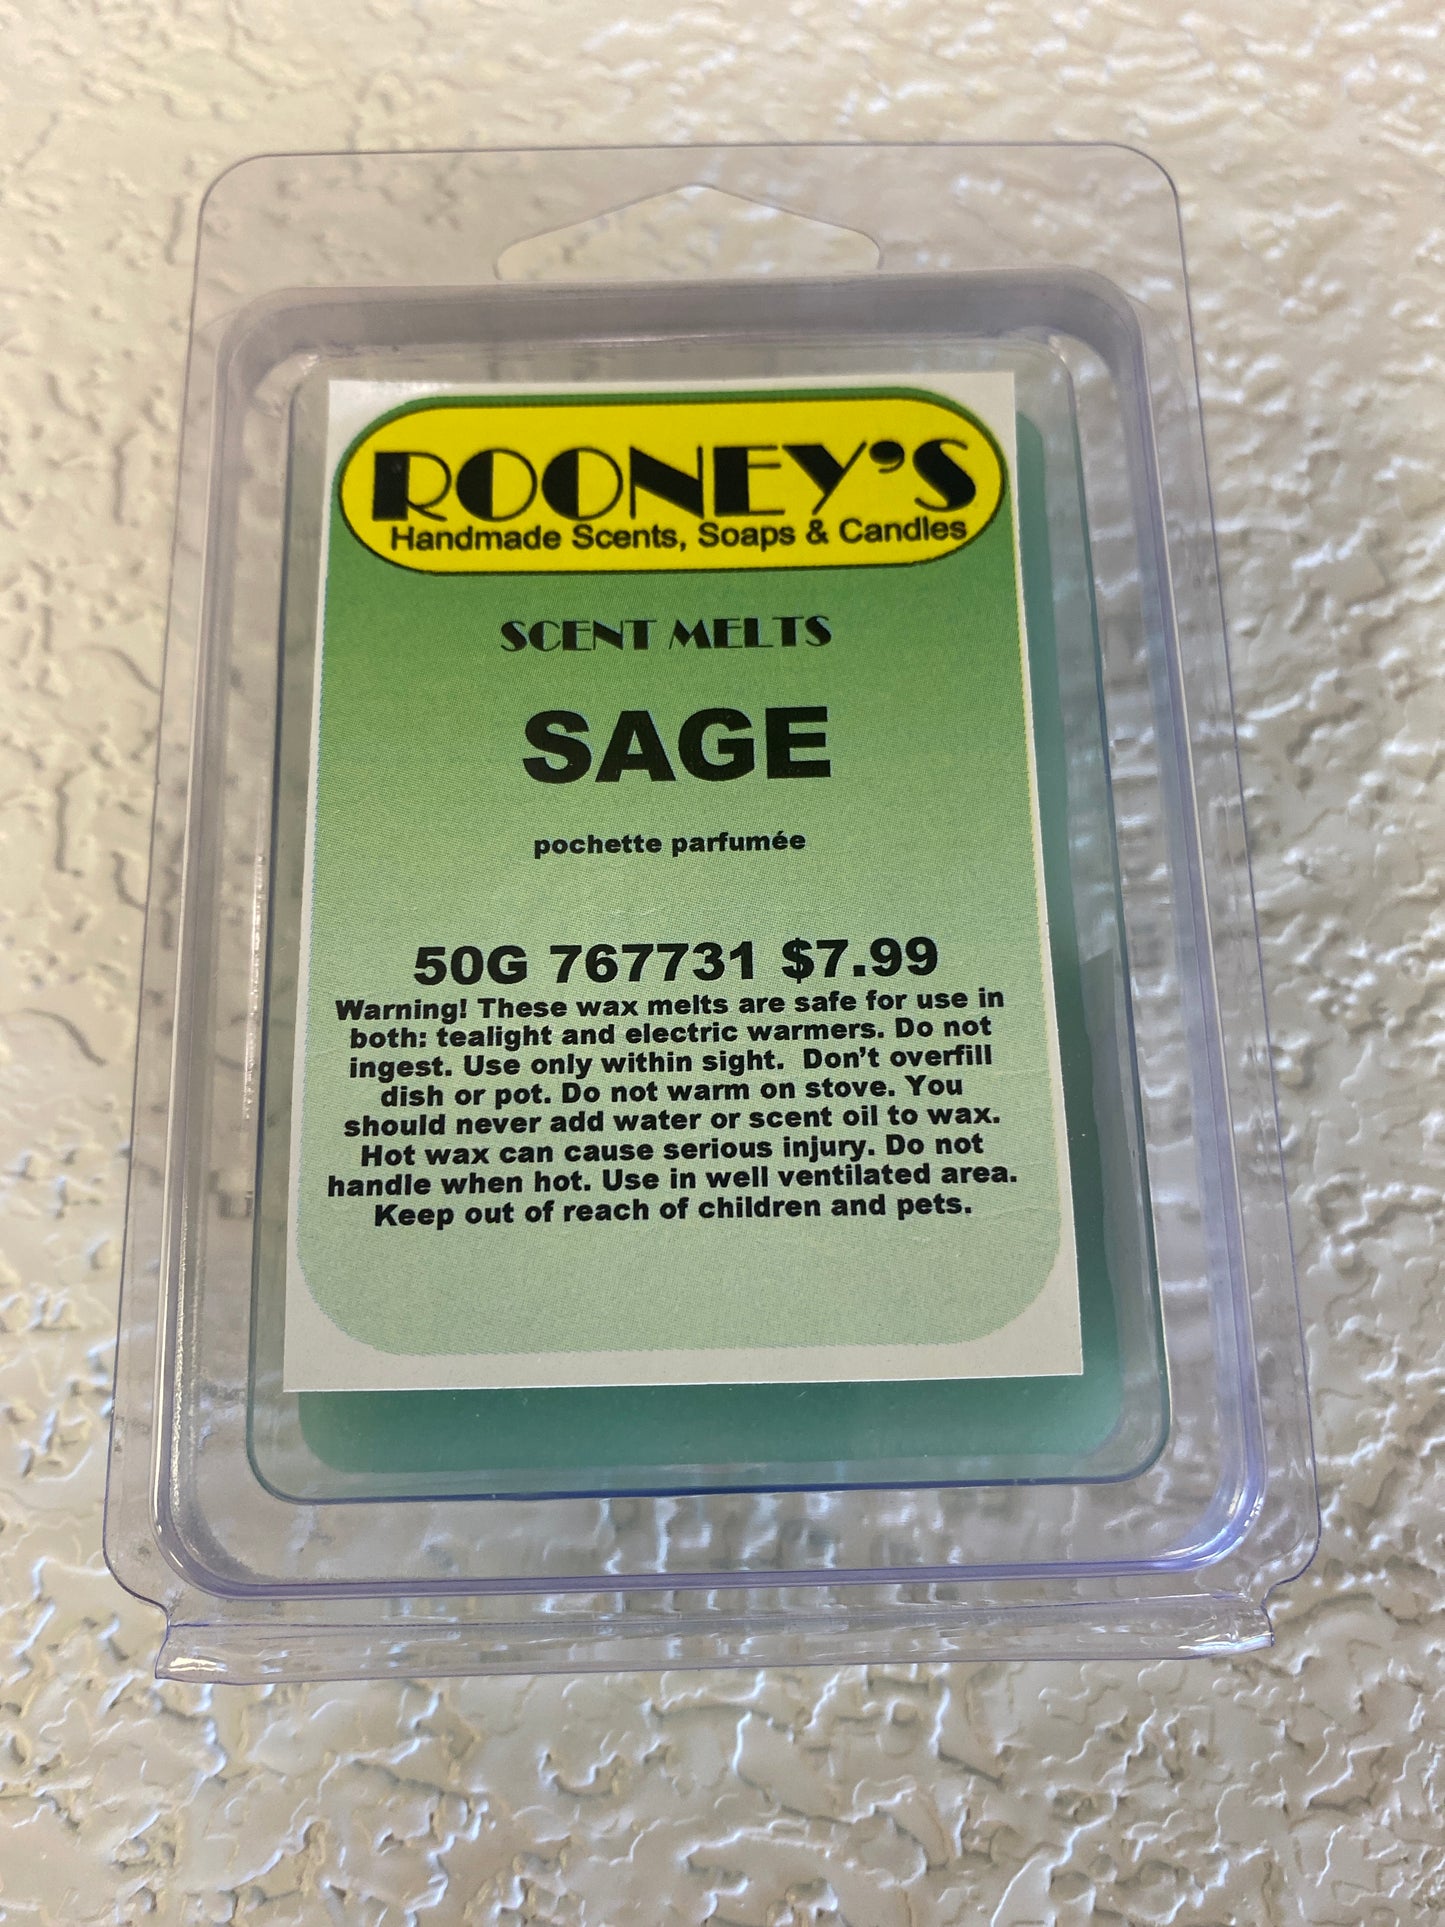 ROONEY'S
Handmade Scents, Soaps & Candles
SCENT MELTS
SAGE
pochette parfumée
50G 767731 $7.99
Warning! These wax melts are safe for use in
both: tealight and electric warmers. Do not
ingest. Use only within sight. Don't overfill
dish or pot. Do not warm on stove. You
should never add water or scent oil to wax.
Hot wax can cause serious injury. Do not
handle when hot. Use in well ventilated area.
Keep out of reach of children and pets.